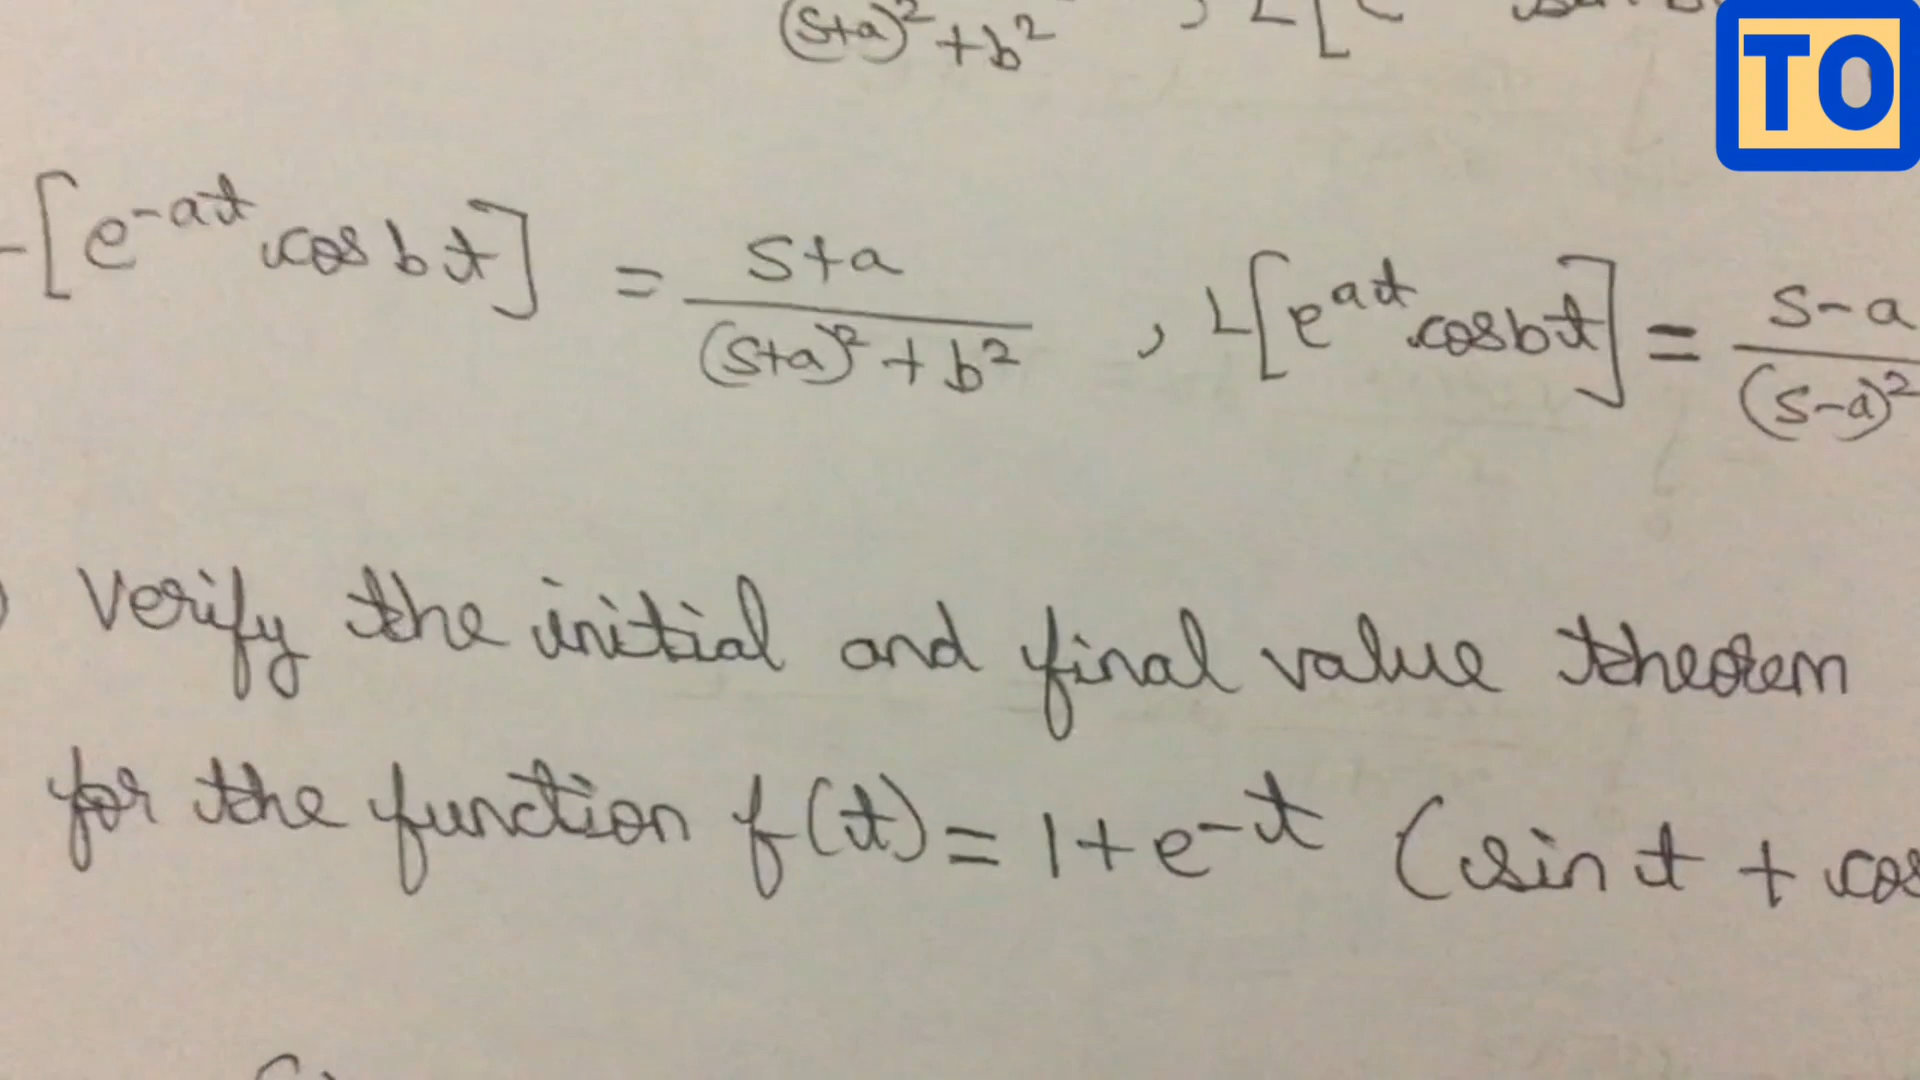 (s+a)² + b² , L[
TO
[e^-at cos bt] = s+a / (s+a)² + b² , L[e^at cos bt] = s-a / (s-a)²
) Verify the initial and final value theorem
for the function f(t) = 1+e^-t (sin t + cos